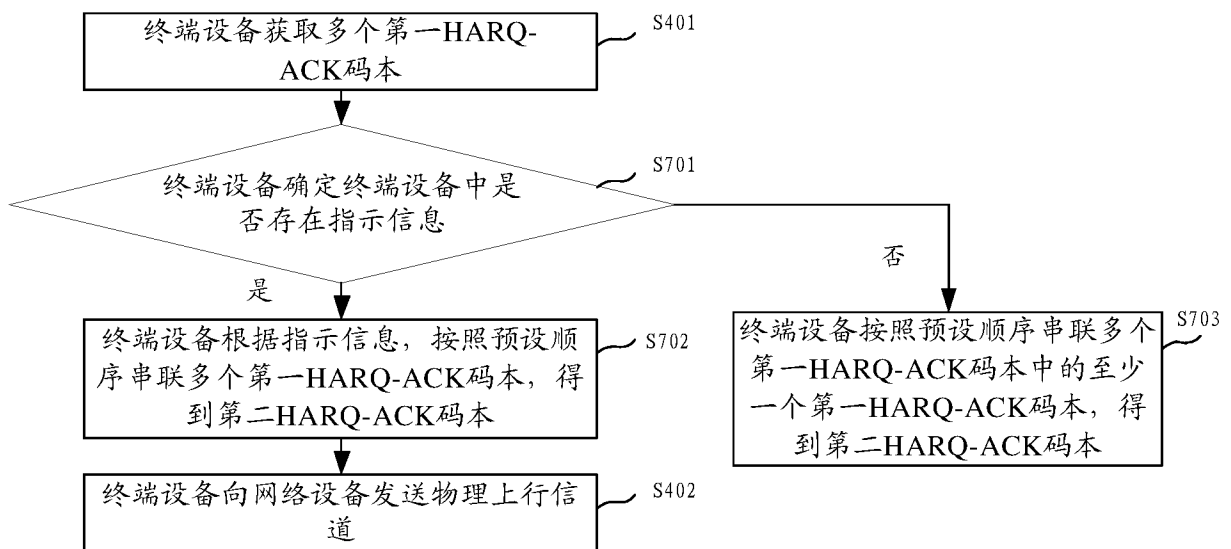 终端设备获取多个第一HARQ-
ACK码本
S401
终端设备确定终端设备中是
否存在指示信息
S701
是
否
终端设备根据指示信息，按照预设顺
序串联多个第一HARQ-ACK码本，得
到第二HARQ-ACK码本
S702
终端设备按照预设顺序串联多个
第一HARQ-ACK码本中的至少
一个第一HARQ-ACK码本，得
到第二HARQ-ACK码本
S703
终端设备向网络设备发送物理上行信
道
S402